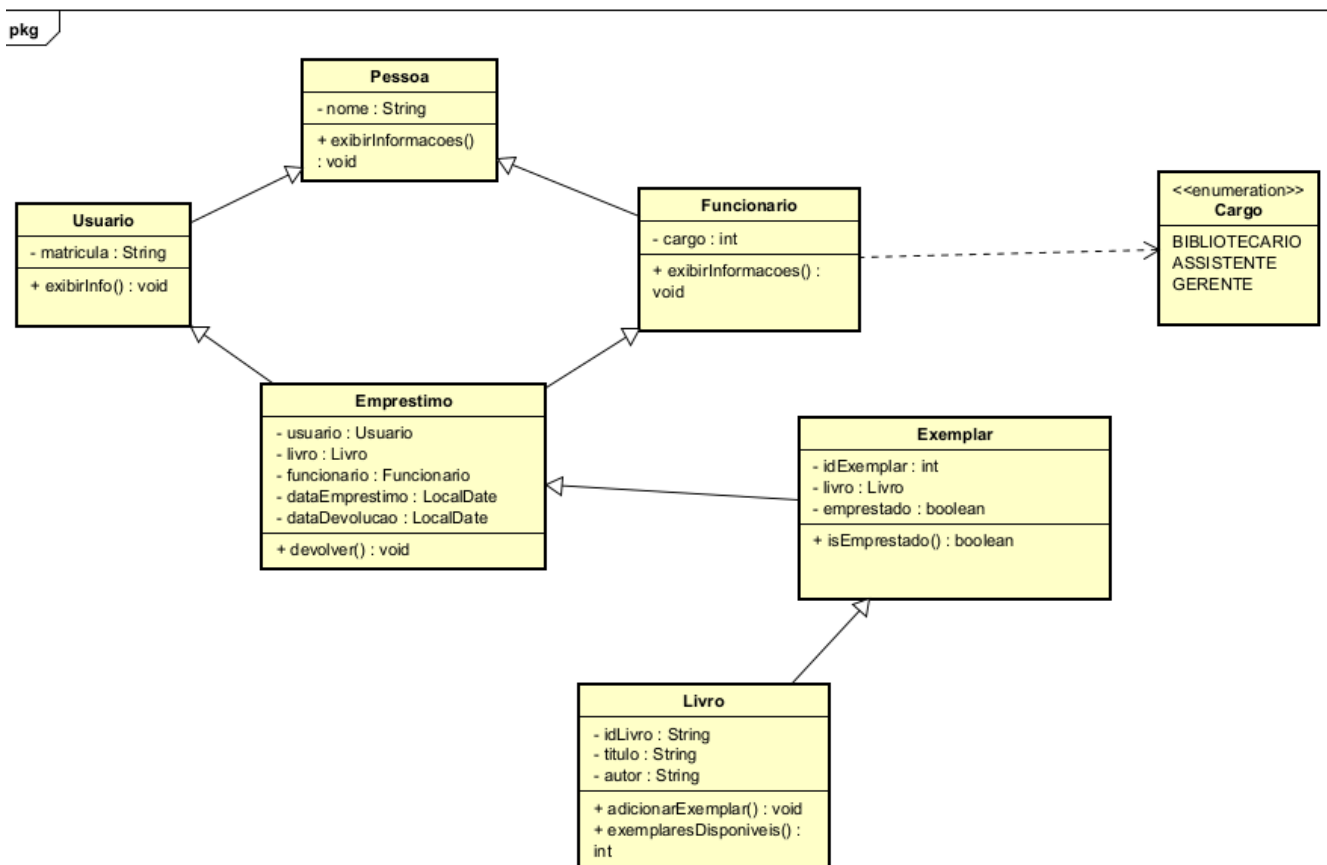 pkg
Pessoa
- nome : String
+ exibirInformacoes()
: void
Usuario
- matricula : String
+ exibirInfo() : void
Funcionario
- cargo : int
+ exibirInformacoes() :
void
<<enumeration>>
Cargo
BIBLIOTECARIO
ASSISTENTE
GERENTE
Emprestimo
- usuario : Usuario
- livro : Livro
- funcionario : Funcionario
- dataEmprestimo : LocalDate
- dataDevolucao : LocalDate
+ devolver() : void
Exemplar
- idExemplar : int
- livro : Livro
- emprestado : boolean
+ isEmprestado() : boolean
Livro
- idLivro : String
- titulo : String
- autor : String
+ adicionarExemplar() : void
+ exemplaresDisponiveis() :
int